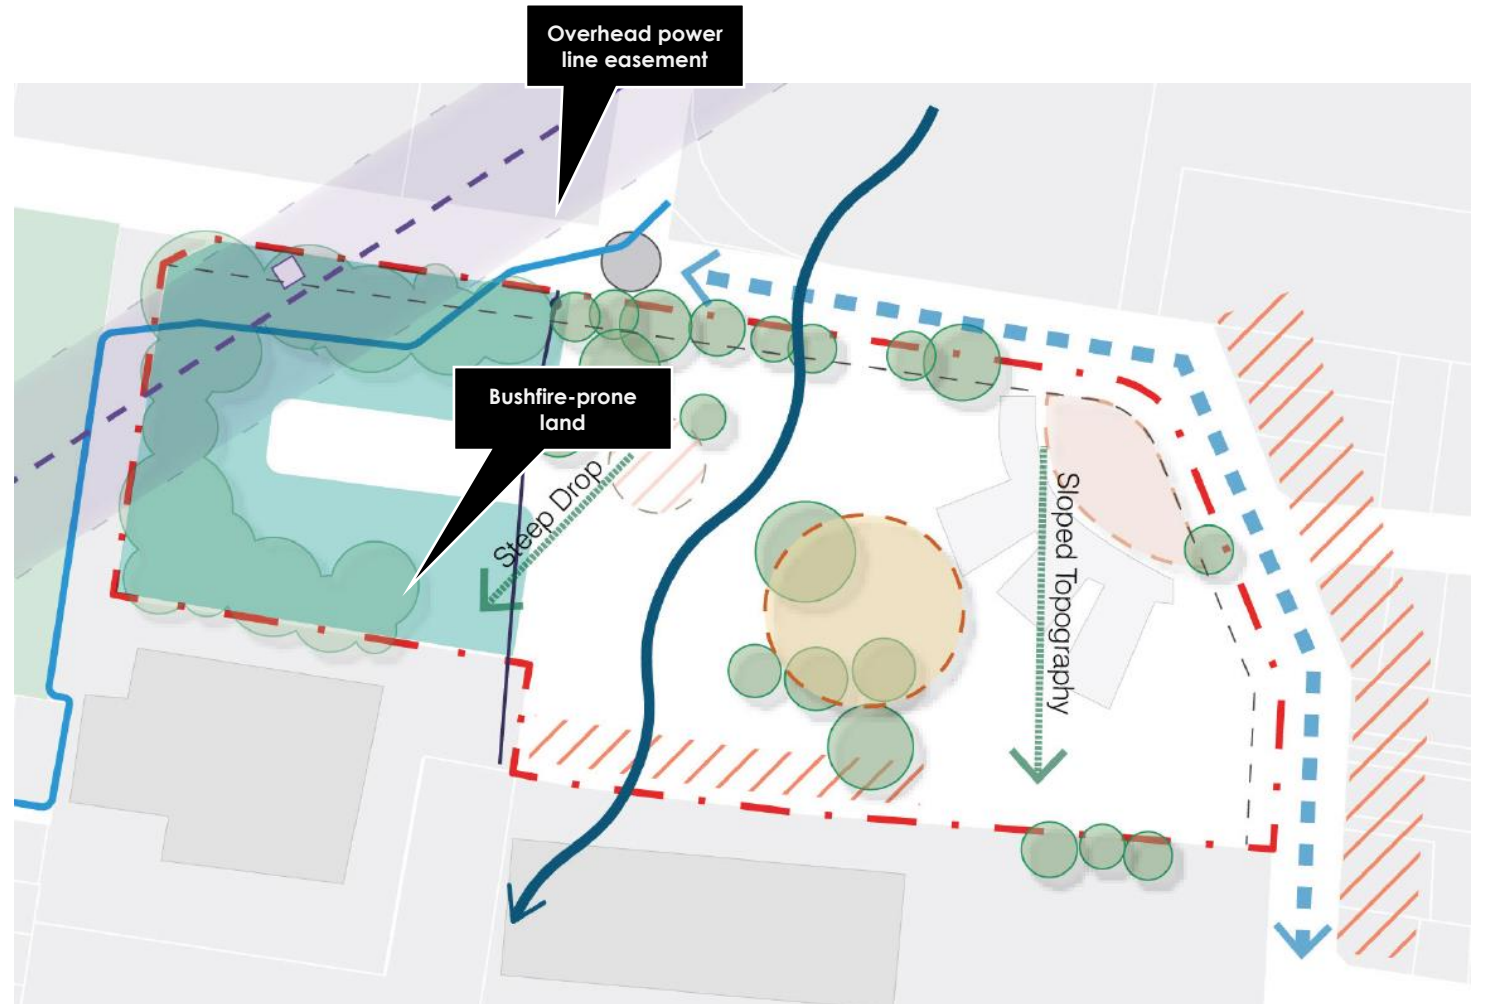 Overhead power
line easement
Bushfire-prone
land
Steep Drop
Sloped Topography